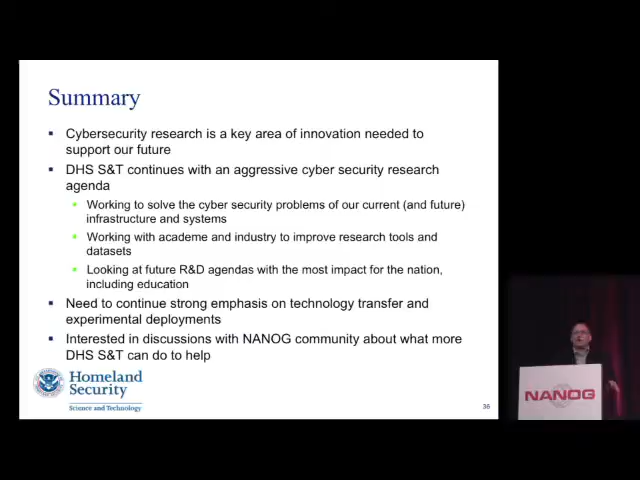 Summary
Cybersecurity research is a key area of innovation needed to
support our future
DHS S&T continues with an aggressive cyber security research
agenda
Working to solve the cyber security problems of our current (and future)
infrastructure and systems
Working with academe and industry to improve research tools and
datasets
Looking at future R&D agendas with the most impact for the nation,
including education
Need to continue strong emphasis on technology transfer and
experimental deployments
Interested in discussions with NANOG community about what more
DHS S&T can do to help
Homeland
Security
Science and Technology
36
NANOG